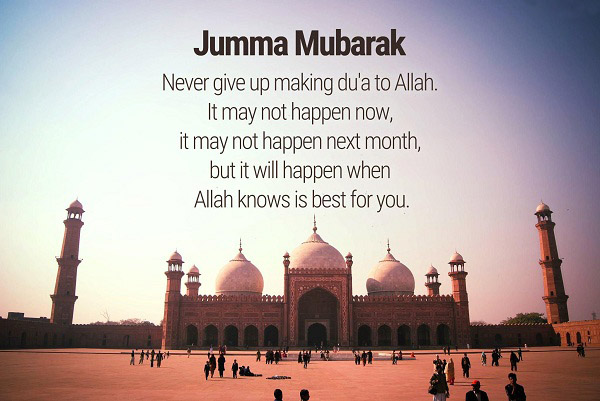 Jumma Mubarak
Never give up making du'a to Allah.
It may not happen now,
it may not happen next month,
but it will happen when
Allah knows is best for you.